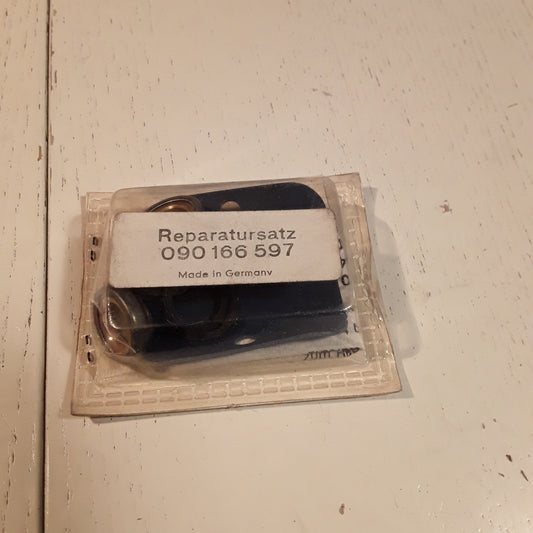 Reparatursatz
090 166 597
Made in Germany